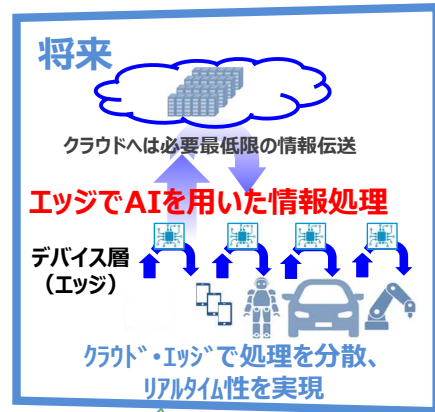 将来
クラウドへは必要最低限の情報伝送
エッジでAIを用いた情報処理
デバイス層
(エッジ)
クラウド・エッジで処理を分散、
リアルタイム性を実現